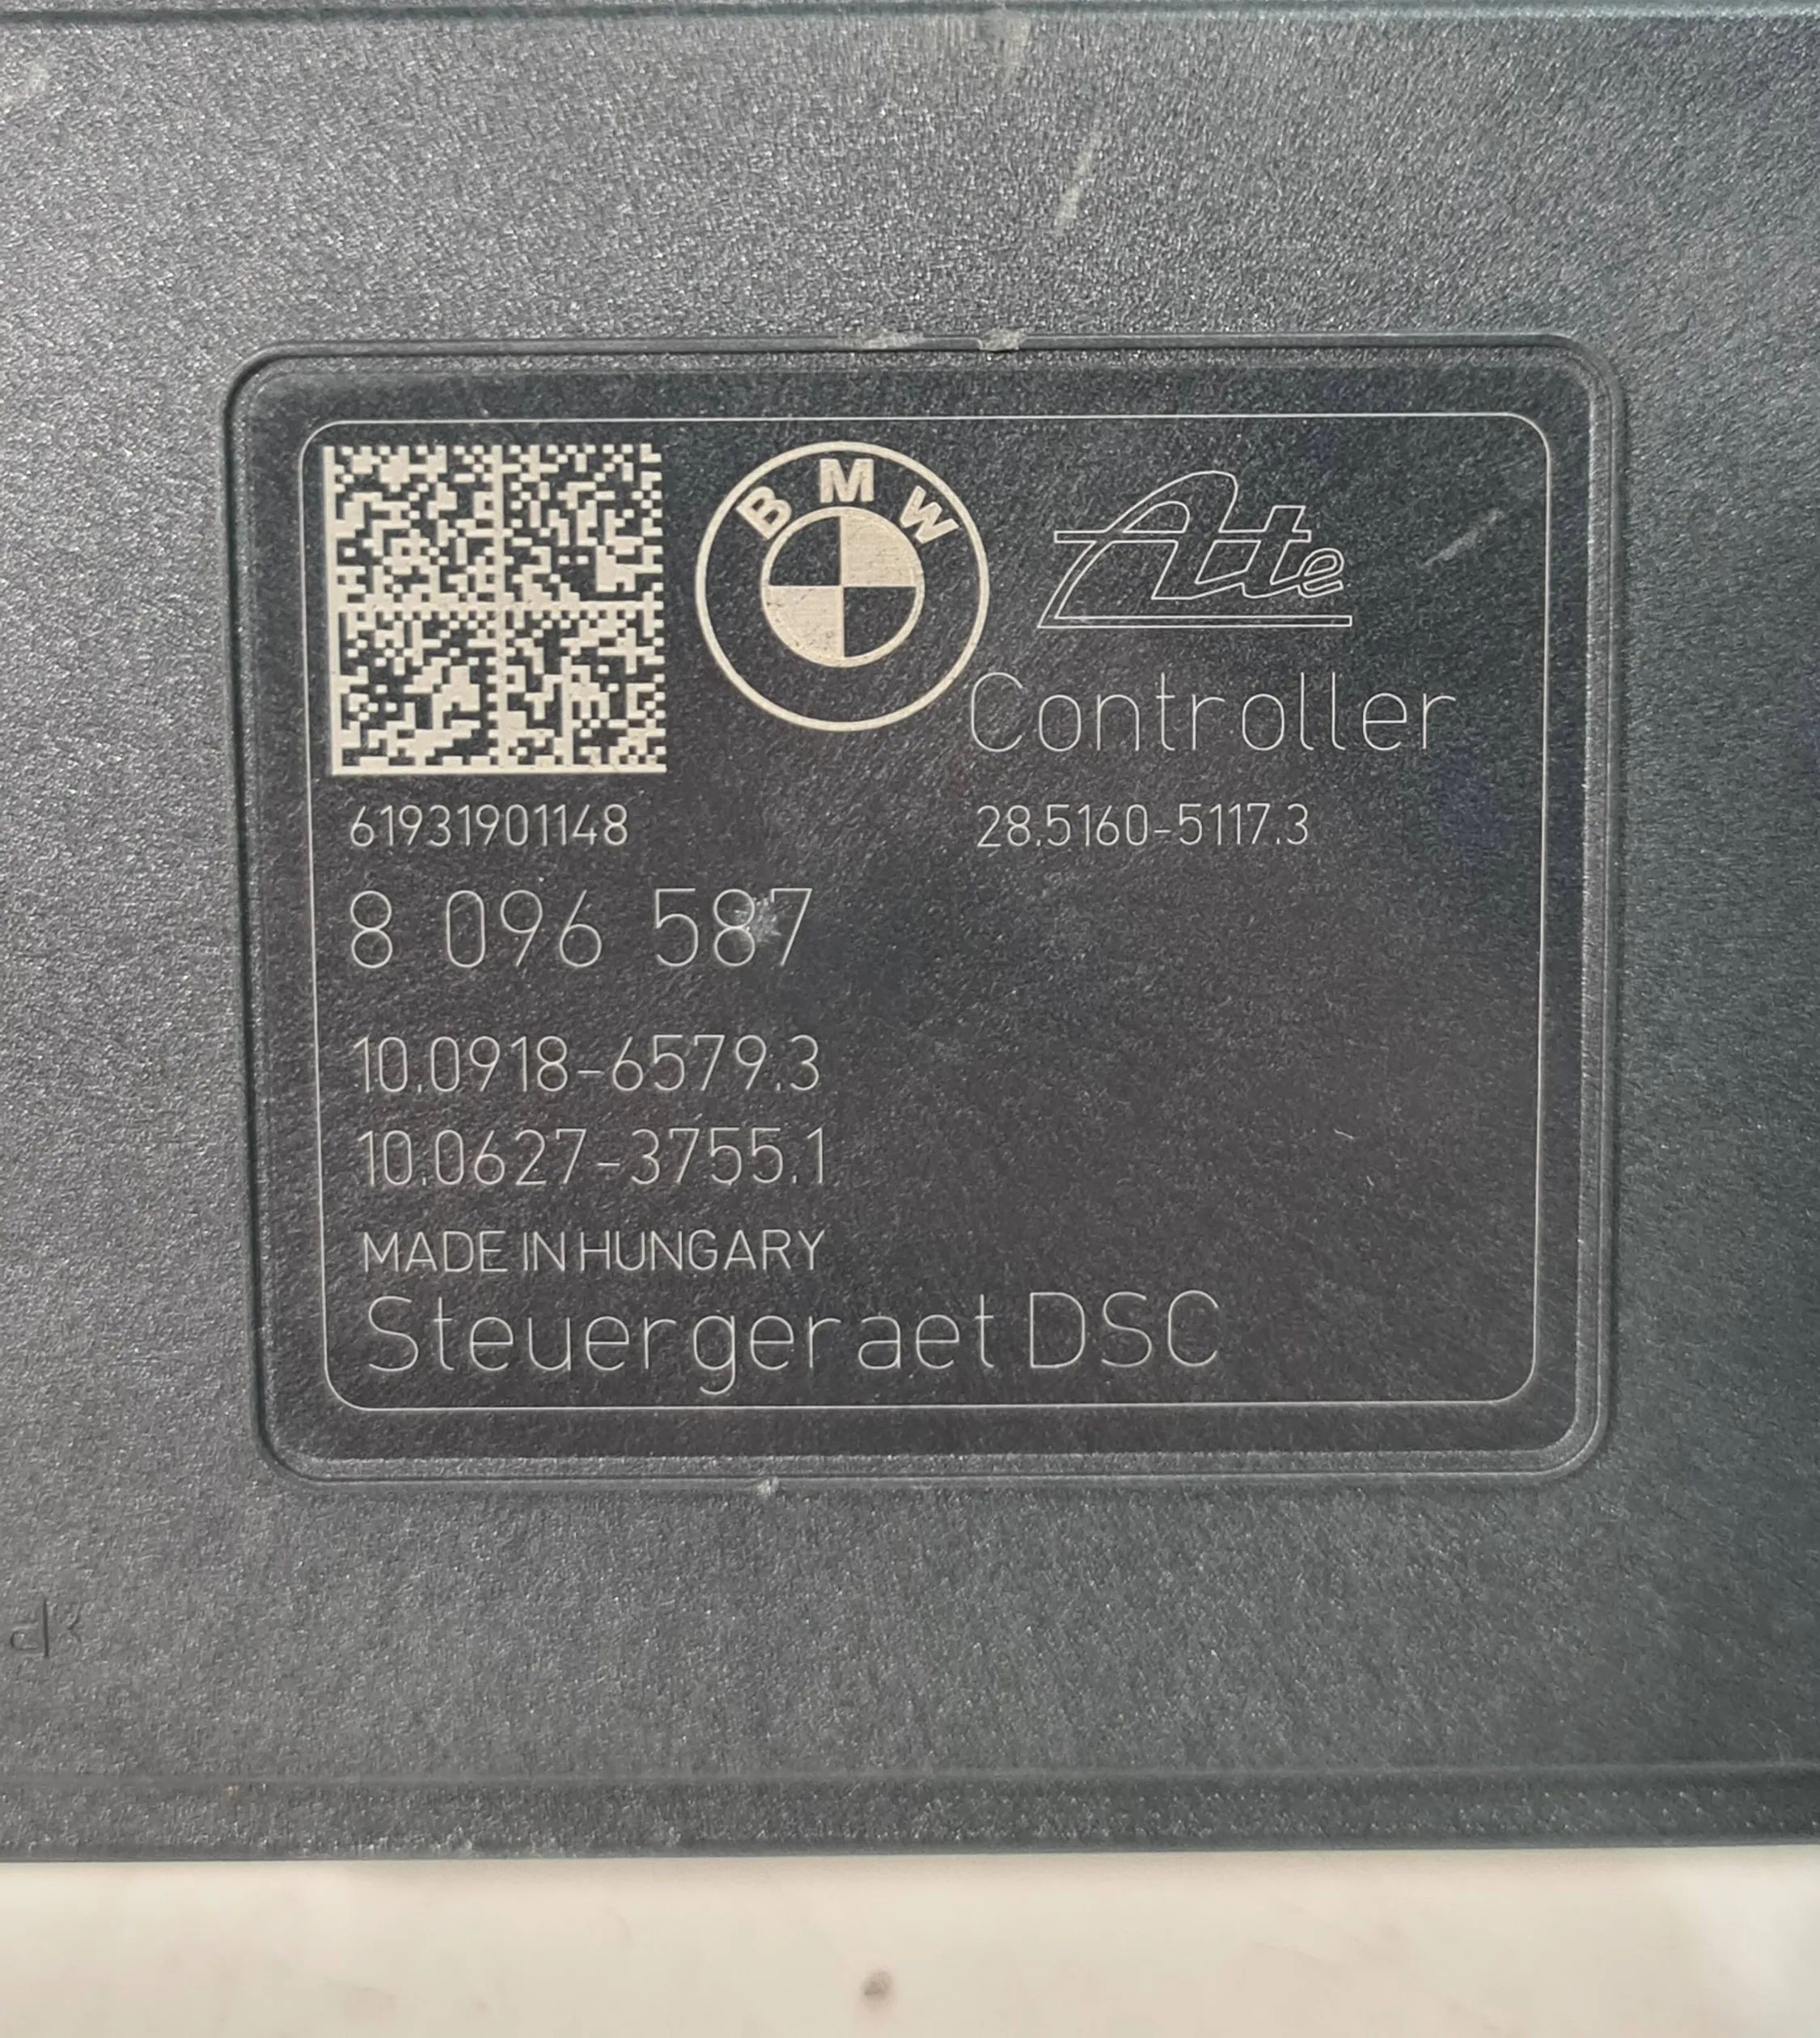 BMW
Ate
Controller
61931901148
28.5160-5117.3
8 096 587
10.0918-6579.3
10.0627-3755.1
MADE IN HUNGARY
Steuergeraet DSC